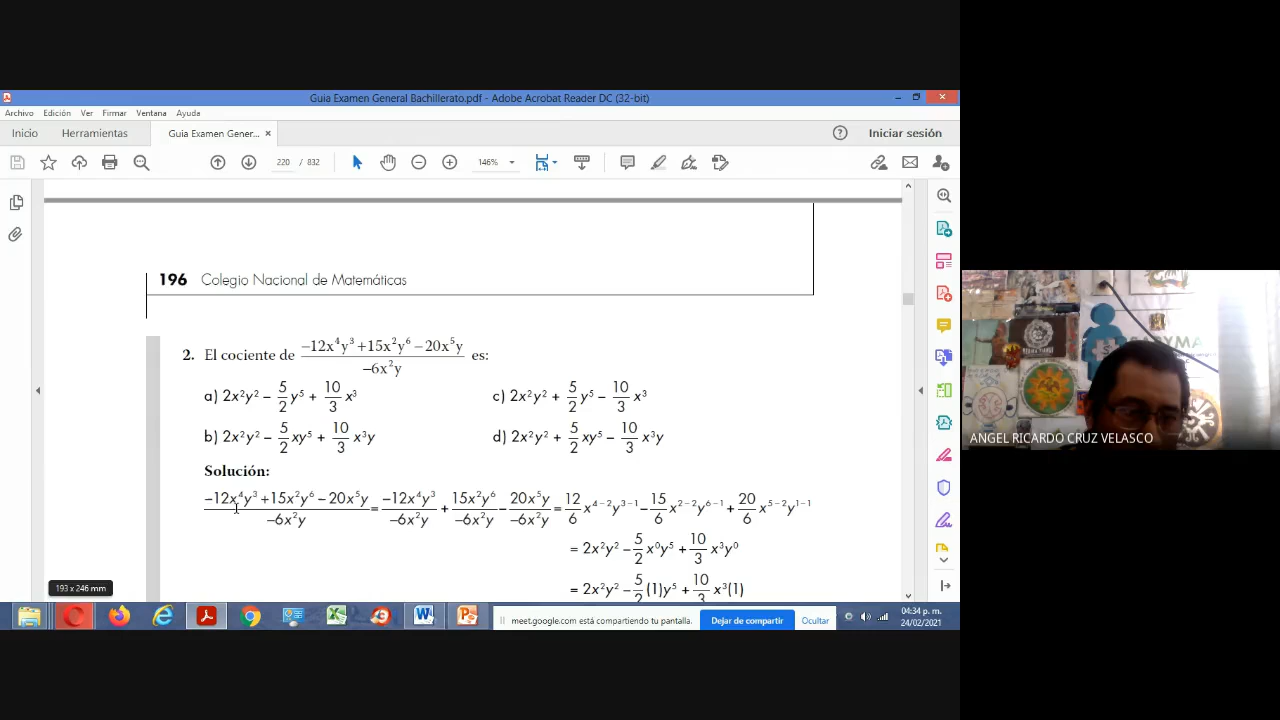 Guia Examen General Bachillerato.pdf - Adobe Acrobat Reader DC (32-bit)
Archivo Edición Ver Firmar Ventana Ayuda
Inicio Herramientas Guia Examen Gener... × Iniciar sesión
220 / 832 146%
196 Colegio Nacional de Matemáticas
2. El cociente de (−12x⁴y³ +15x²y⁶ − 20x⁵y)/(−6x²y) es:
a) 2x²y² − 5/2 y⁵ + 10/3 x³ c) 2x²y² + 5/2 y⁵ − 10/3 x³
b) 2x²y² − 5/2 xy⁵ + 10/3 x³y d) 2x²y² + 5/2 xy⁵ − 10/3 x³y
Solución:
(−12x⁴y³ +15x²y⁶ − 20x⁵y)/(−6x²y) = (−12x⁴y³)/(−6x²y) + (15x²y⁶)/(−6x²y) − (20x⁵y)/(−6x²y) = 12/6 x⁴⁻²y³⁻¹ − 15/6 x²⁻²y⁶⁻¹ + 20/6 x⁵⁻²y¹⁻¹
= 2x²y² − 5/2 x⁰y⁵ + 10/3 x³y⁰
= 2x²y² − 5/2 (1)y⁵ + 10/3 x³(1)
193 x 246 mm
ANGEL RICARDO CRUZ VELASCO
meet.google.com está compartiendo tu pantalla. Dejar de compartir Ocultar
04:34 p. m.
24/02/2021